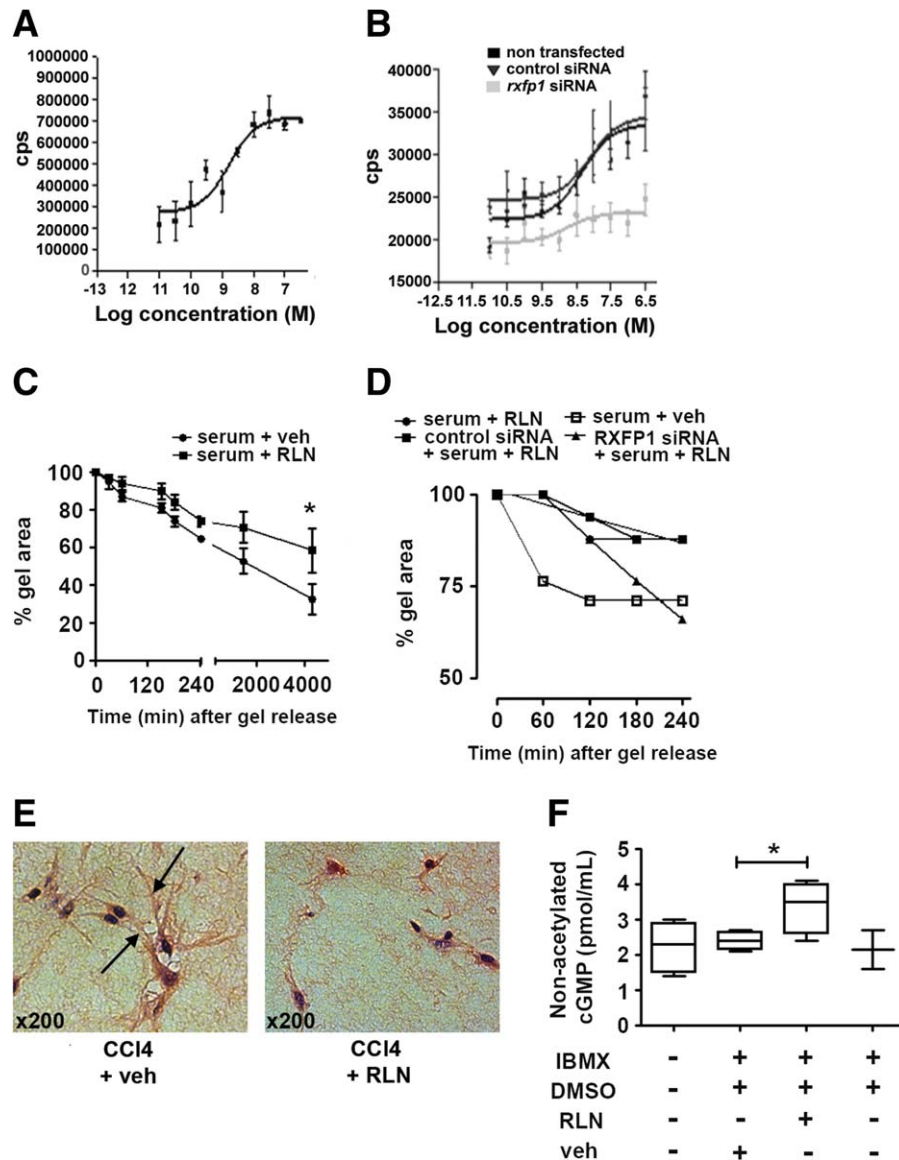 A
1000000
900000
800000
700000
600000
500000
400000
300000
200000
100000
0
cps
-13 12 11 10 9 8 7
Log concentration (M)
B
non transfected
control siRNA
rxfp1 siRNA
40000
35000
30000
25000
20000
15000
cps
-12.5 11.5 10.5 9.5 8.5 7.5 6.5
Log concentration (M)
C
serum + veh
serum + RLN
100
80
60
40
20
0
% gel area
*
0 120 240 2000 4000
Time (min) after gel release
D
serum + RLN
control siRNA
+ serum + RLN
serum + veh
RXFP1 siRNA
+ serum + RLN
100
75
50
% gel area
0 60 120 180 240
Time (min) after gel release
E
x200
CCl4
+ veh
x200
CCl4
+ RLN
F
*
5
4
3
2
1
0
Non-acetylated
cGMP (pmol/mL)
IBMX - + + +
DMSO - + + +
RLN - - + -
veh - + - -